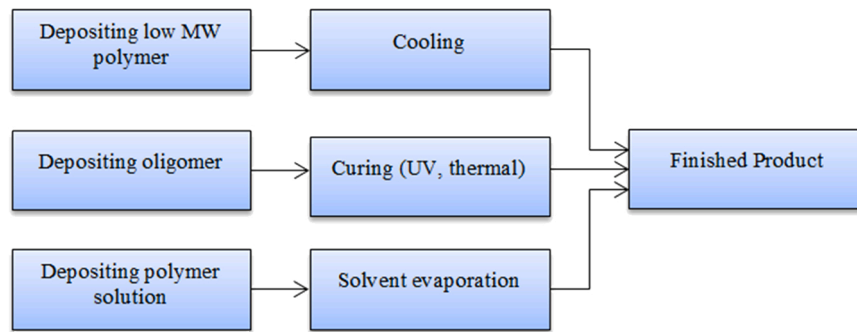 Depositing low MW
polymer
Cooling
Depositing oligomer
Curing (UV, thermal)
Finished Product
Depositing polymer
solution
Solvent evaporation